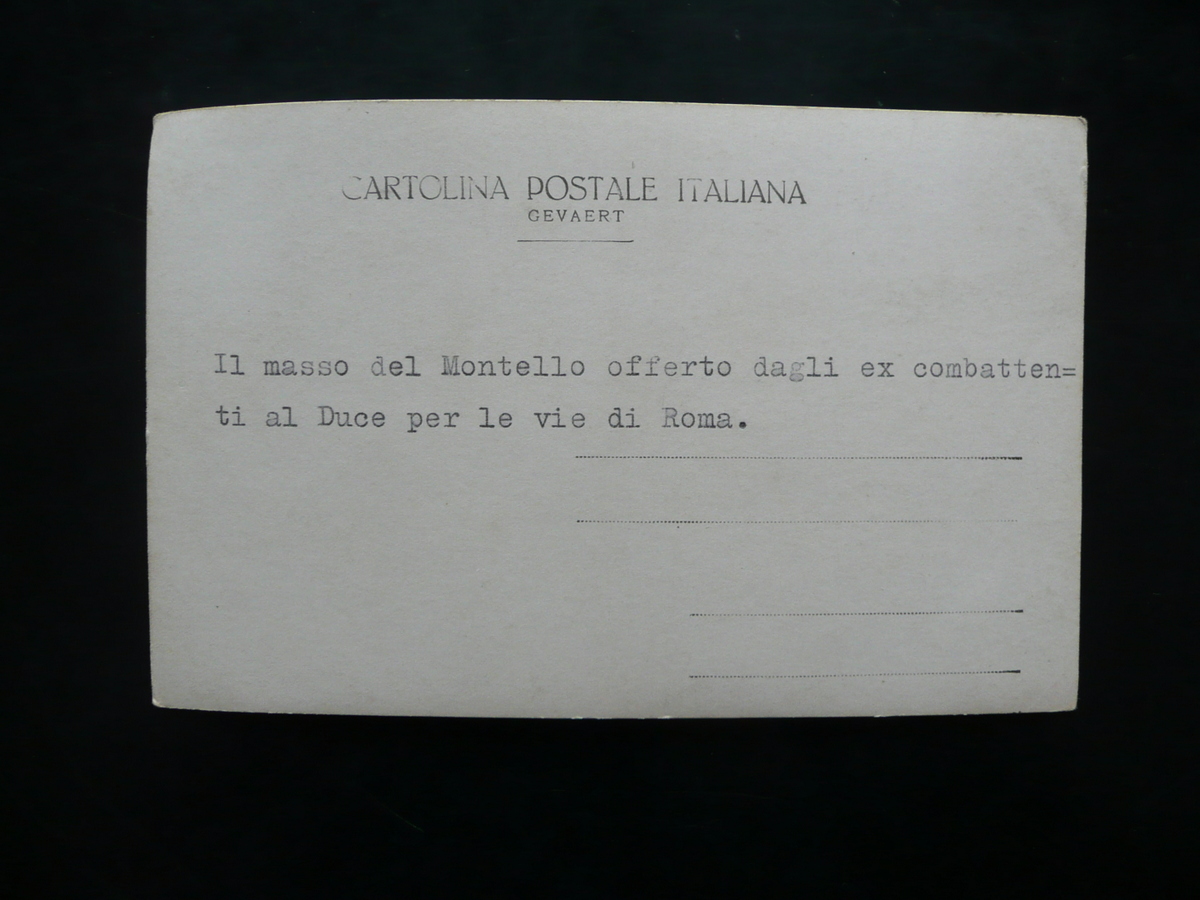 CARTOLINA POSTALE ITALIANA
GEVAERT
Il masso del Montello offerto dagli ex combatten=
ti al Duce per le vie di Roma.